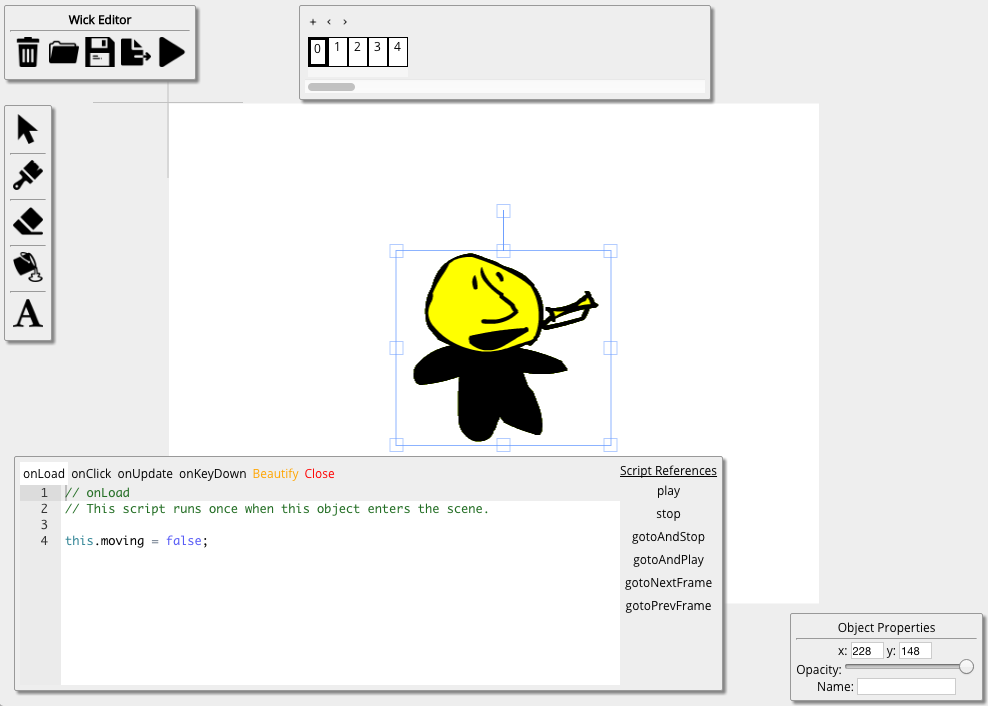 Wick Editor
+ < >
0 1 2 3 4
A
onLoad onClick onUpdate onKeyDown Beautify Close
1 // onLoad
2 // This script runs once when this object enters the scene.
3
4 this.moving = false;
Script References
play
stop
gotoAndStop
gotoAndPlay
gotoNextFrame
gotoPrevFrame
Object Properties
x: 228 y: 148
Opacity:
Name: